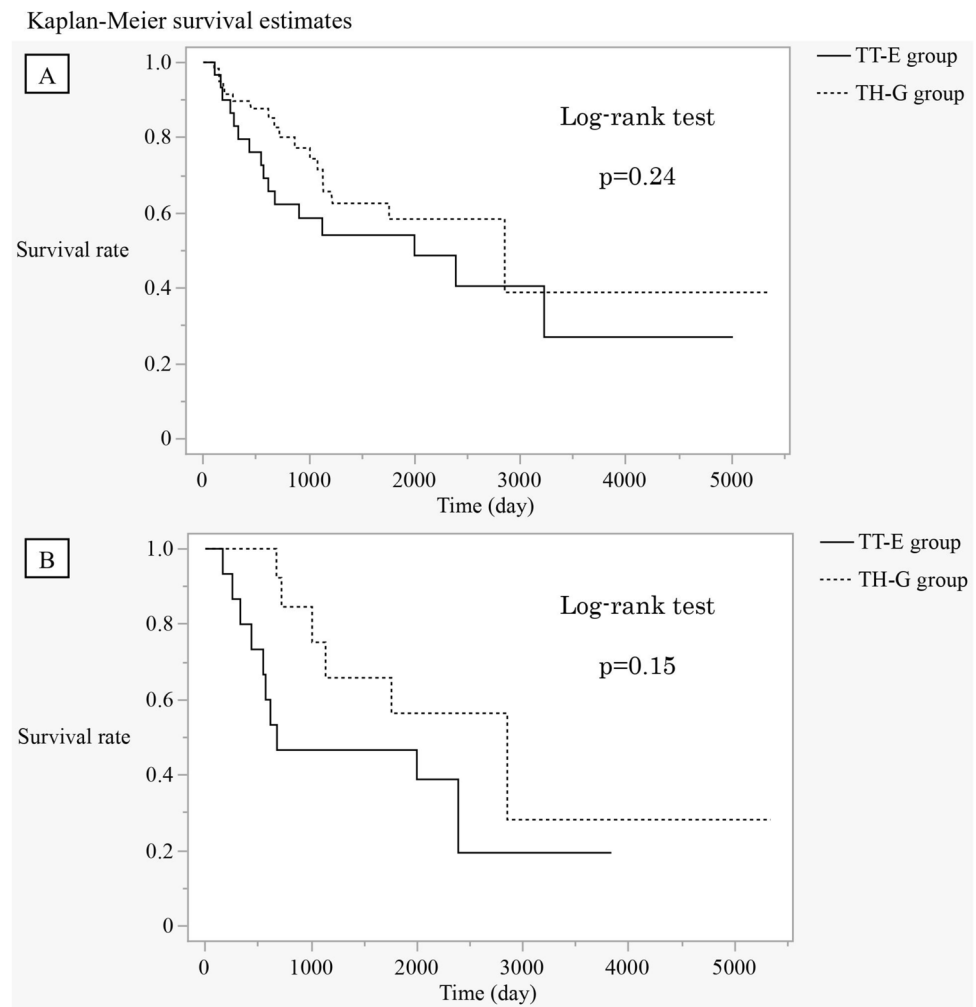 Kaplan-Meier survival estimates
A
TT-E group
TH-G group
Log-rank test
p=0.24
Survival rate
1.0
0.8
0.6
0.4
0.2
0
0 1000 2000 3000 4000 5000
Time (day)
B
TT-E group
TH-G group
Log-rank test
p=0.15
Survival rate
1.0
0.8
0.6
0.4
0.2
0
0 1000 2000 3000 4000 5000
Time (day)